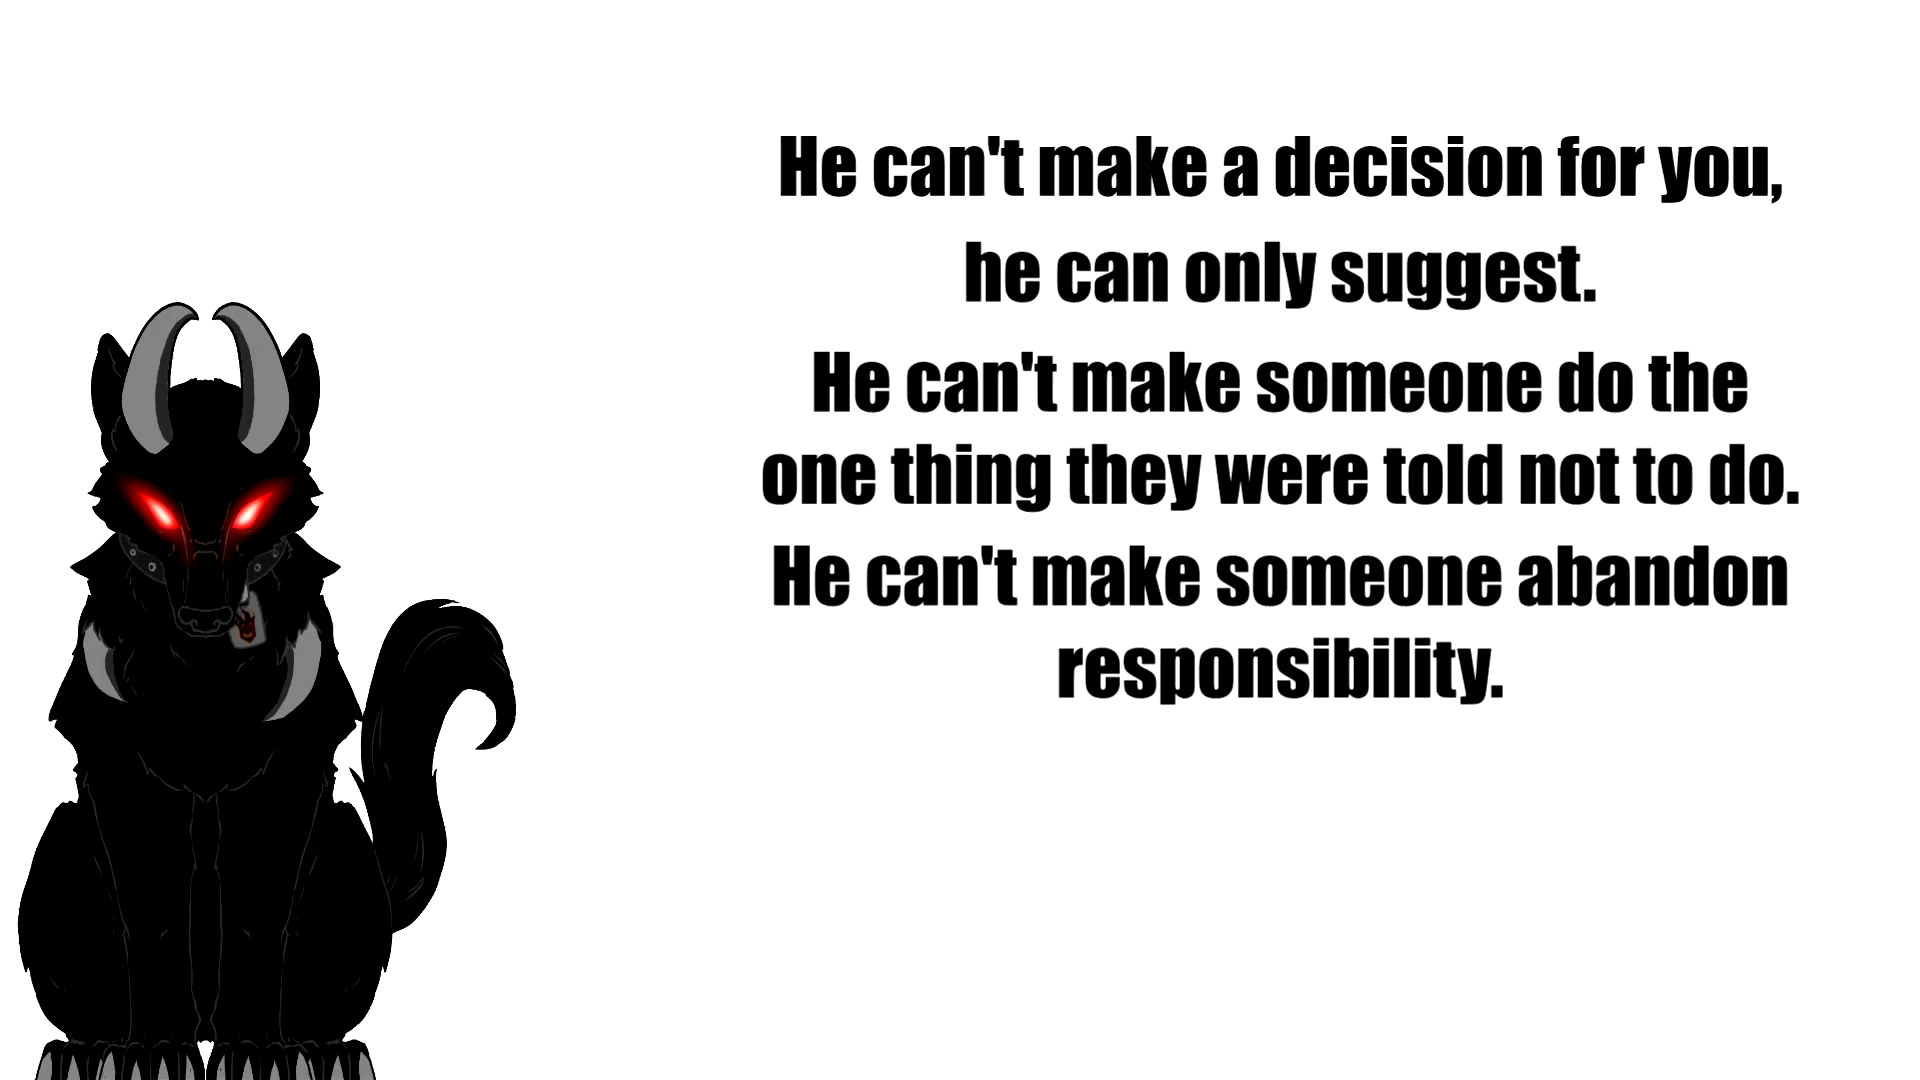 He can't make a decision for you,
he can only suggest.
He can't make someone do the
one thing they were told not to do.
He can't make someone abandon
responsibility.